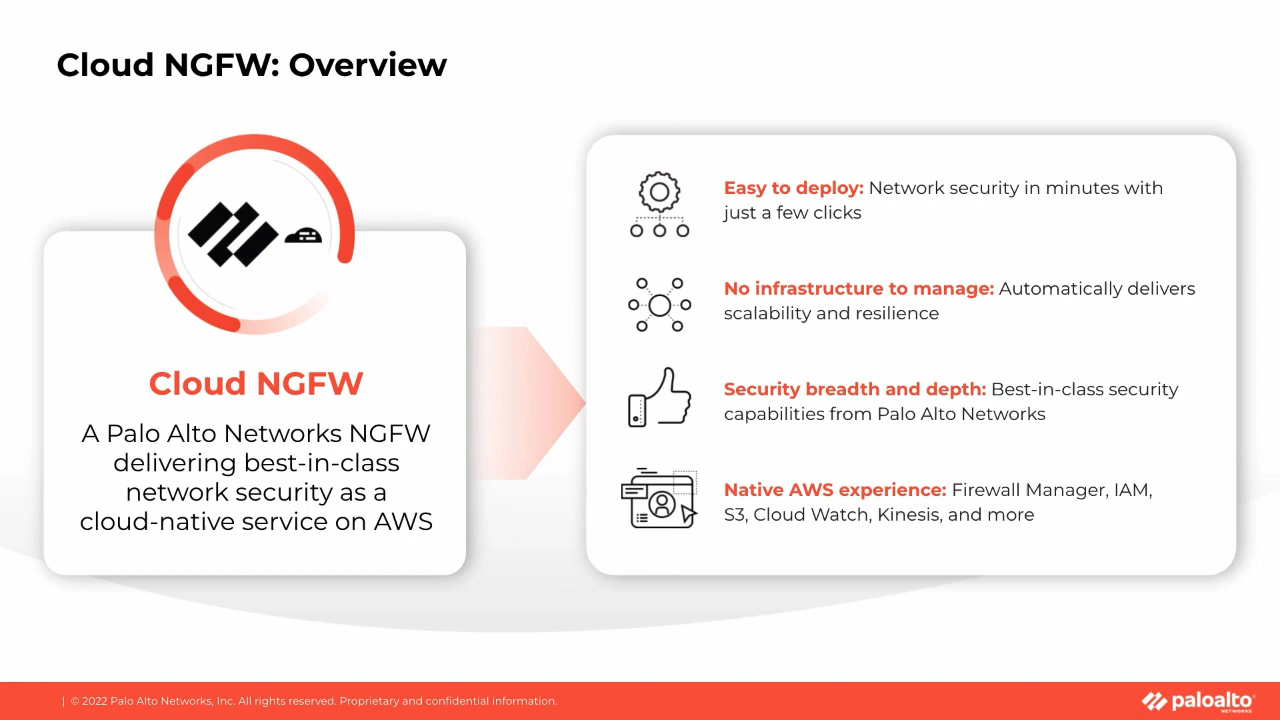 Cloud NGFW: Overview
Cloud NGFW
A Palo Alto Networks NGFW
delivering best-in-class
network security as a
cloud-native service on AWS
Easy to deploy: Network security in minutes with
just a few clicks
No infrastructure to manage: Automatically delivers
scalability and resilience
Security breadth and depth: Best-in-class security
capabilities from Palo Alto Networks
Native AWS experience: Firewall Manager, IAM,
S3, Cloud Watch, Kinesis, and more
| © 2022 Palo Alto Networks, Inc. All rights reserved. Proprietary and confidential information.
paloalto
NETWORKS